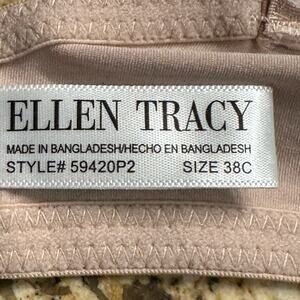 ELLEN TRACY
MADE IN BANGLADESH/HECHO EN BANGLADESH
STYLE# 59420P2 SIZE 38C